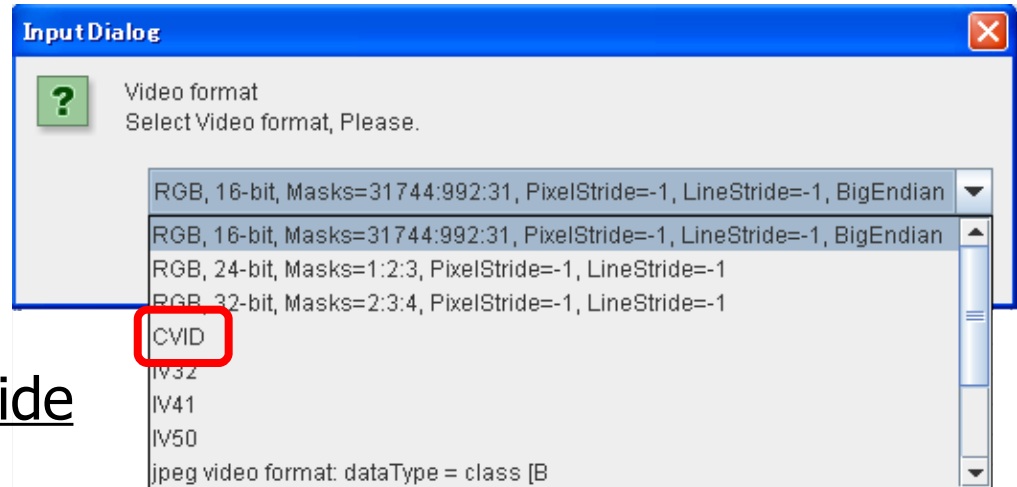 InputDialog
?
Video format
Select Video format, Please.
RGB, 16-bit, Masks=31744:992:31, PixelStride=-1, LineStride=-1, BigEndian
RGB, 16-bit, Masks=31744:992:31, PixelStride=-1, LineStride=-1, BigEndian
RGB, 24-bit, Masks=1:2:3, PixelStride=-1, LineStride=-1
RGB, 32-bit, Masks=2:3:4, PixelStride=-1, LineStride=-1
CVID
IV32
ide
IV41
IV50
jpeg video format: dataType = class [B